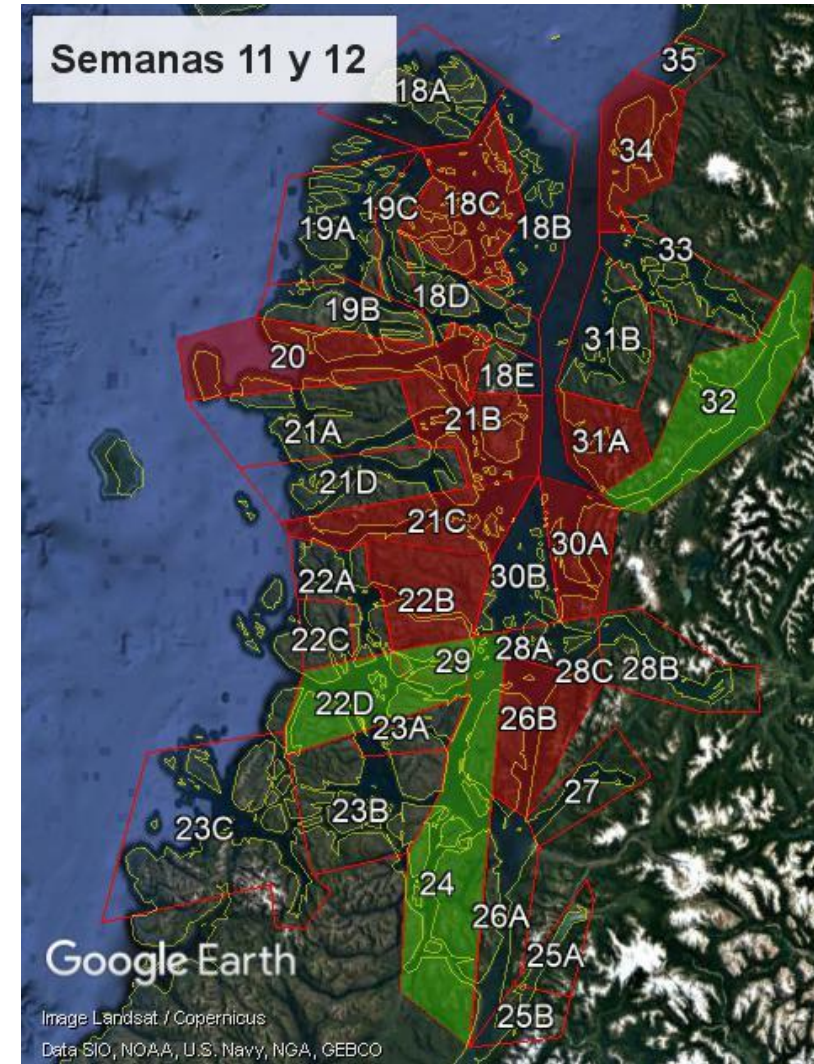 Semanas 11 y 12
18A
35
34
18C
19C
19A
18B
33
18D
19B
31B
20
18E
32
21B
21A
31A
21D
21C
30A
30B
22A
22B
22C
28A
29
28C
28B
22D
26B
23A
27
23B
23C
24
26A
25A
25B
Google Earth
Image Landsat / Copernicus
Data SIO, NOAA, U.S. Navy, NGA, GEBCO